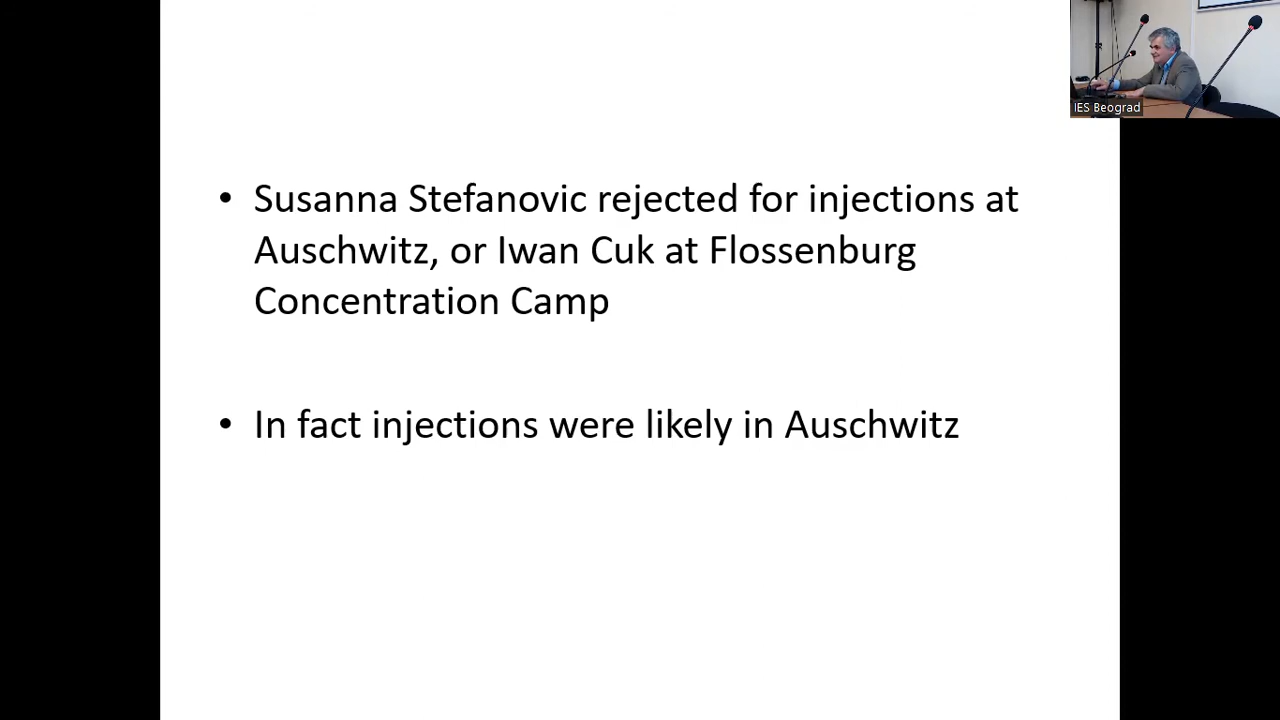 IES Beograd
• Susanna Stefanovic rejected for injections at
Auschwitz, or Iwan Cuk at Flossenburg
Concentration Camp
• In fact injections were likely in Auschwitz